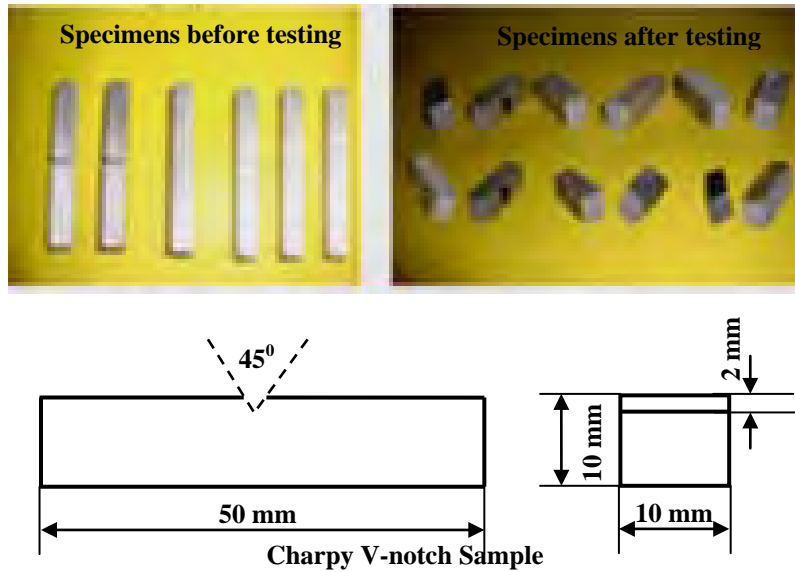 Specimens before testing
Specimens after testing
45⁰
2 mm
10 mm
50 mm
10 mm
Charpy V-notch Sample